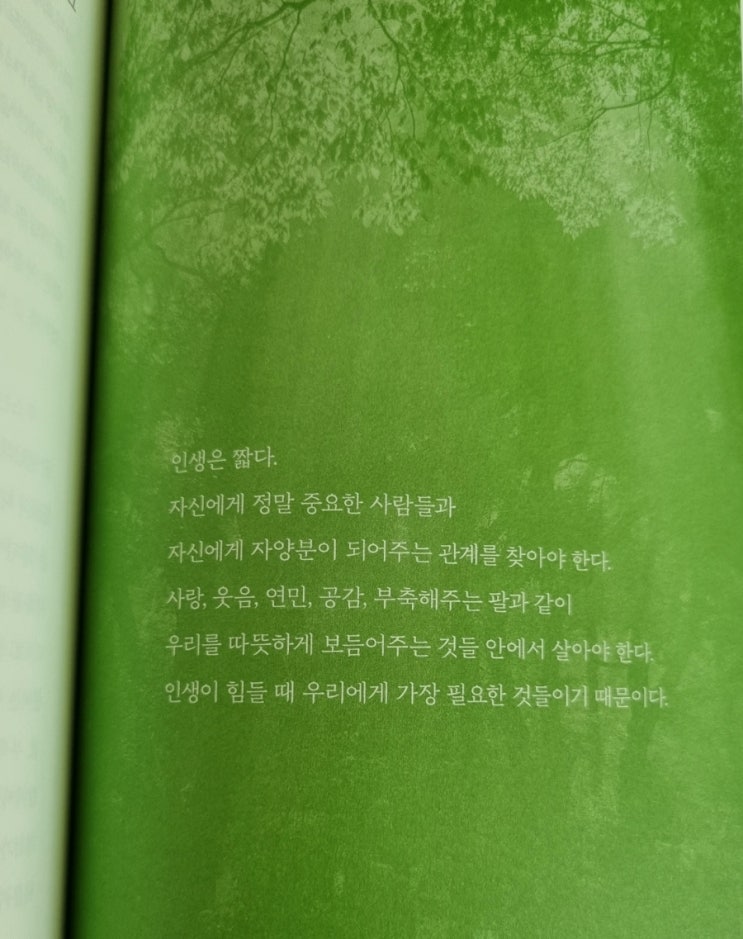 인생은 짧다.
자신에게 정말 중요한 사람들과
자신에게 자양분이 되어주는 관계를 찾아야 한다.
사랑, 웃음, 연민, 공감, 부축해주는 팔과 같이
우리를 따뜻하게 보듬어주는 것들 안에서 살아야 한다.
인생이 힘들 때 우리에게 가장 필요한 것들이기 때문이다.